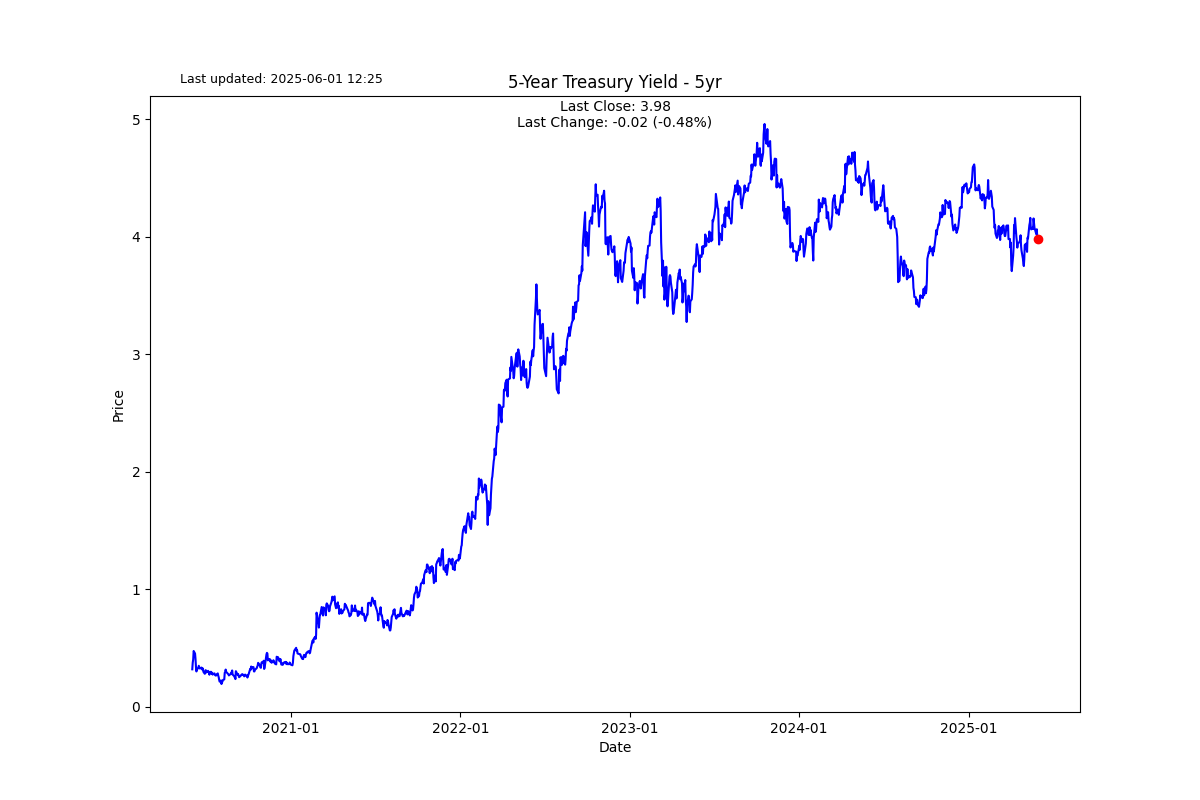 Last updated: 2025-06-01 12:25
5-Year Treasury Yield - 5yr
Last Close: 3.98
Last Change: -0.02 (-0.48%)
5
4
3
2
1
0
Price
2021-01
2022-01
2023-01
2024-01
2025-01
Date